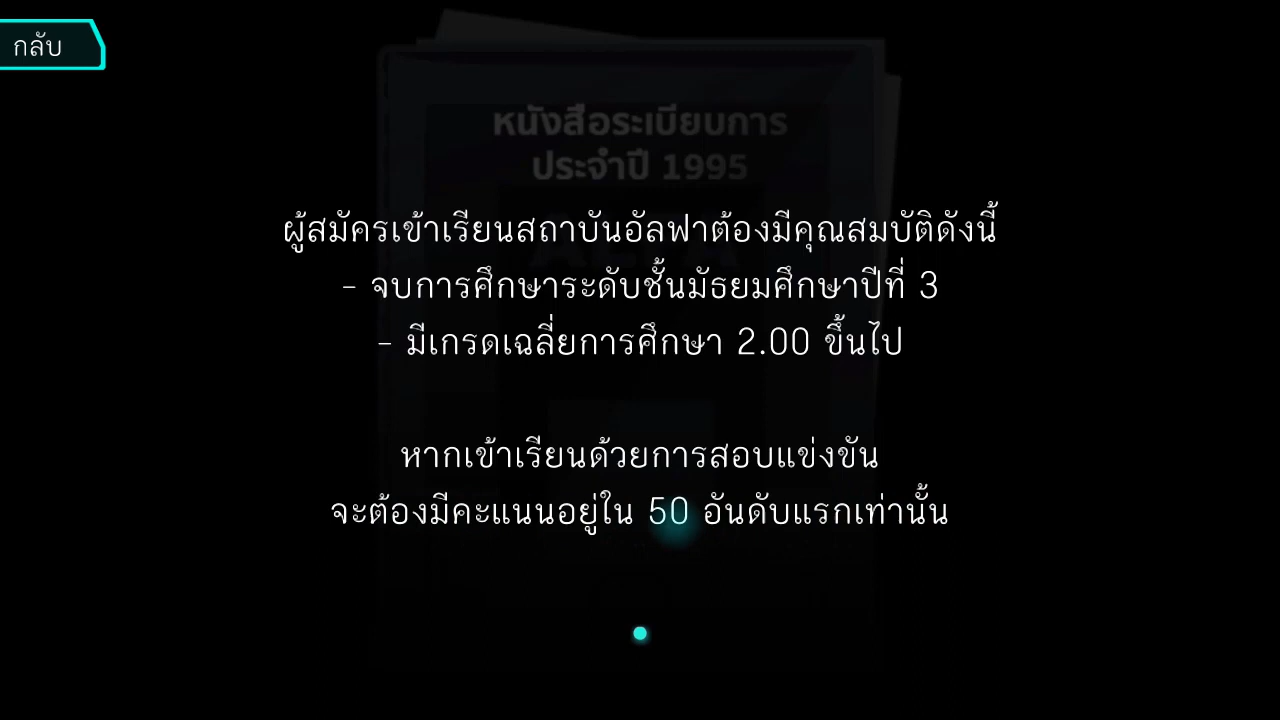 กลับ
หนังสือระเบียบการ
ประจำปี 1995
ผู้สมัครเข้าเรียนสถาบันอัลฟาต้องมีคุณสมบัติดังนี้
- จบการศึกษาระดับชั้นมัธยมศึกษาปีที่ 3
- มีเกรดเฉลี่ยการศึกษา 2.00 ขึ้นไป
หากเข้าเรียนด้วยการสอบแข่งขัน
จะต้องมีคะแนนอยู่ใน 50 อันดับแรกเท่านั้น